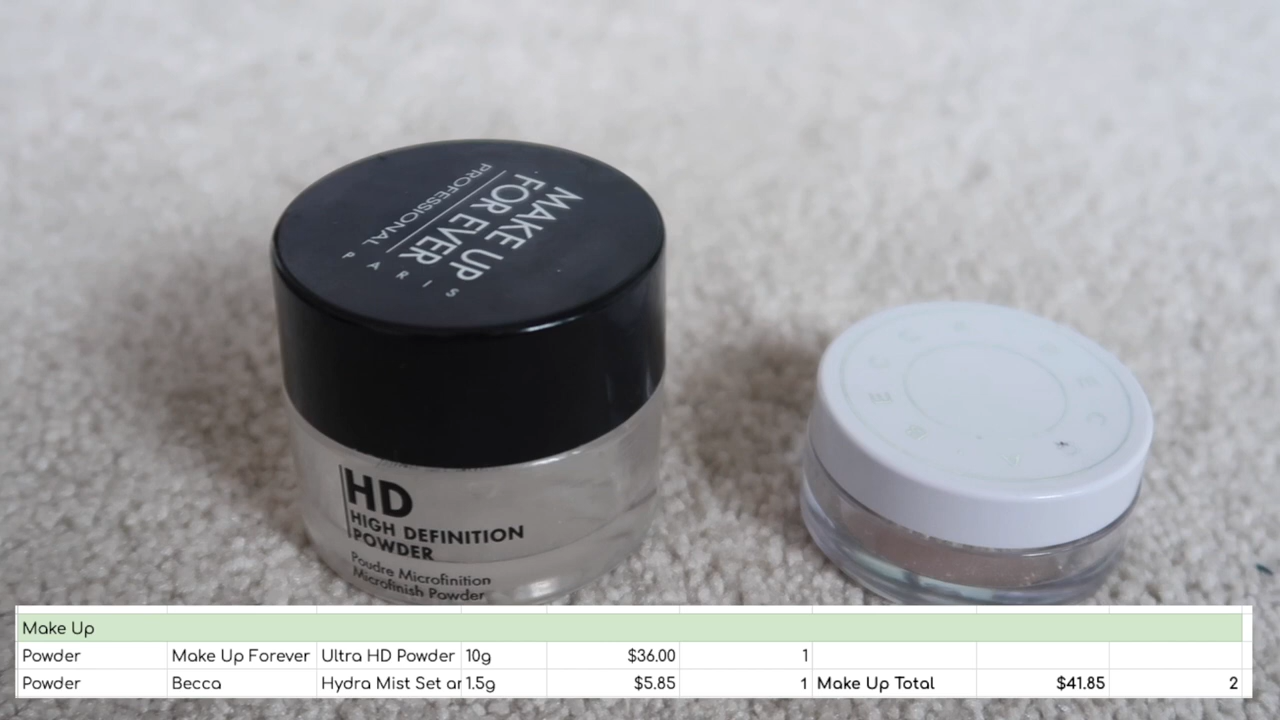 MAKE UP
FOR EVER
PROFESSIONAL
PARIS
HD
HIGH DEFINITION
POWDER
Poudre Microfinition
Microfinish Powder
BECCA
Make Up
Powder Make Up Forever Ultra HD Powder 10g $36.00 1
Powder Becca Hydra Mist Set ar 1.5g $5.85 1 Make Up Total $41.85 2